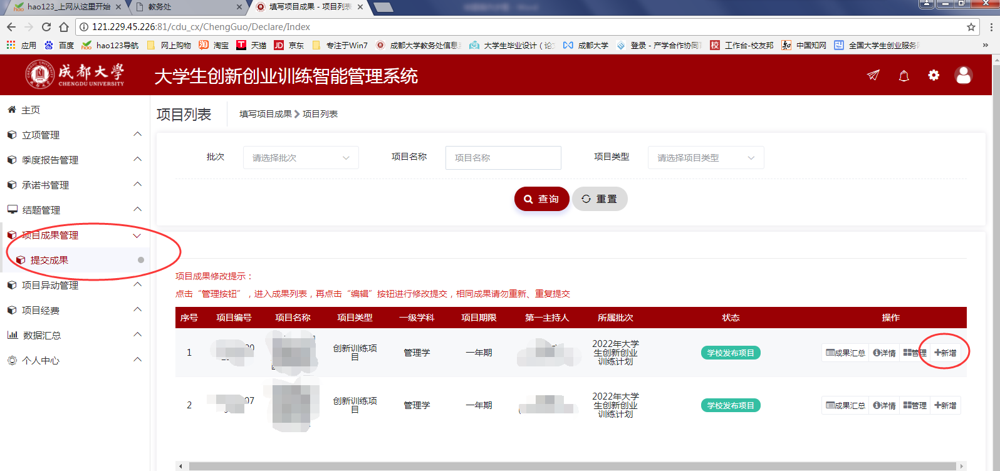 hao123_上网从这里开始
教务处
填写项目成果 - 项目列表
121.229.45.226:81/cdu_cx/ChengGuo/Declare/Index
应用 百度 hao123导航 网上购物 淘宝 天猫 京东 专注于Win7 成都大学教务处信息 大学生毕业设计（论 成都大学 登录 - 产学合作协同 工作台-校友邦 中国知网 全国大学生创业服务
成都大学
CHENGDU UNIVERSITY
大学生创新创业训练智能管理系统
主页
立项管理
季度报告管理
承诺书管理
结题管理
项目成果管理
提交成果
项目异动管理
项目经费
数据汇总
个人中心
项目列表
填写项目成果 > 项目列表
批次 请选择批次 项目名称 项目名称 项目类型 请选择项目类型
查询 重置
项目成果修改提示：
点击“管理按钮”，进入成果列表，再点击“编辑”按钮进行修改提交，相同成果请勿重新、重复提交
序号 项目编号 项目名称 项目类型 一级学科 项目期限 第一主持人 所属批次 状态 操作
1 创新训练项目 管理学 一年期 2022年大学生创新创业训练计划 学校发布项目 成果汇总 详情 管理 新增
2 07 创新训练项目 管理学 一年期 2022年大学生创新创业训练计划 学校发布项目 成果汇总 详情 管理 新增